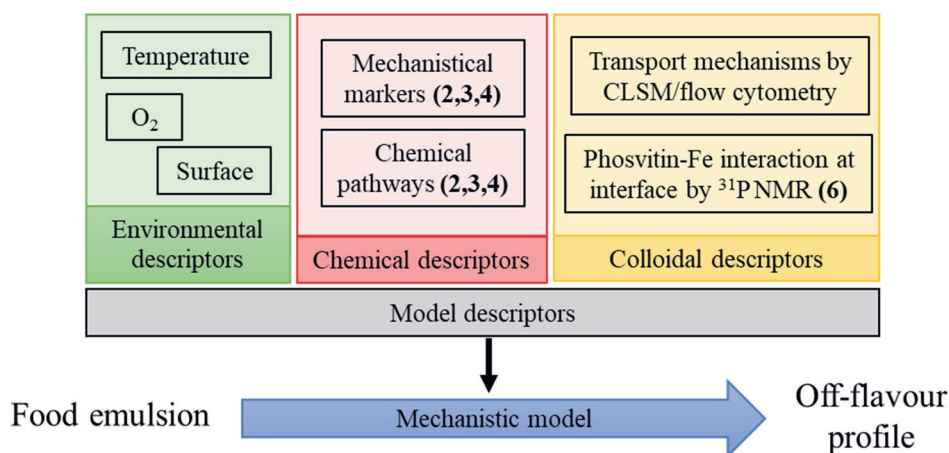 Temperature
O₂
Surface
Environmental
descriptors
Mechanistical
markers (2,3,4)
Chemical
pathways (2,3,4)
Chemical descriptors
Transport mechanisms by
CLSM/flow cytometry
Phosvitin-Fe interaction at
interface by ³¹P NMR (6)
Colloidal descriptors
Model descriptors
Food emulsion
Mechanistic model
Off-flavour
profile